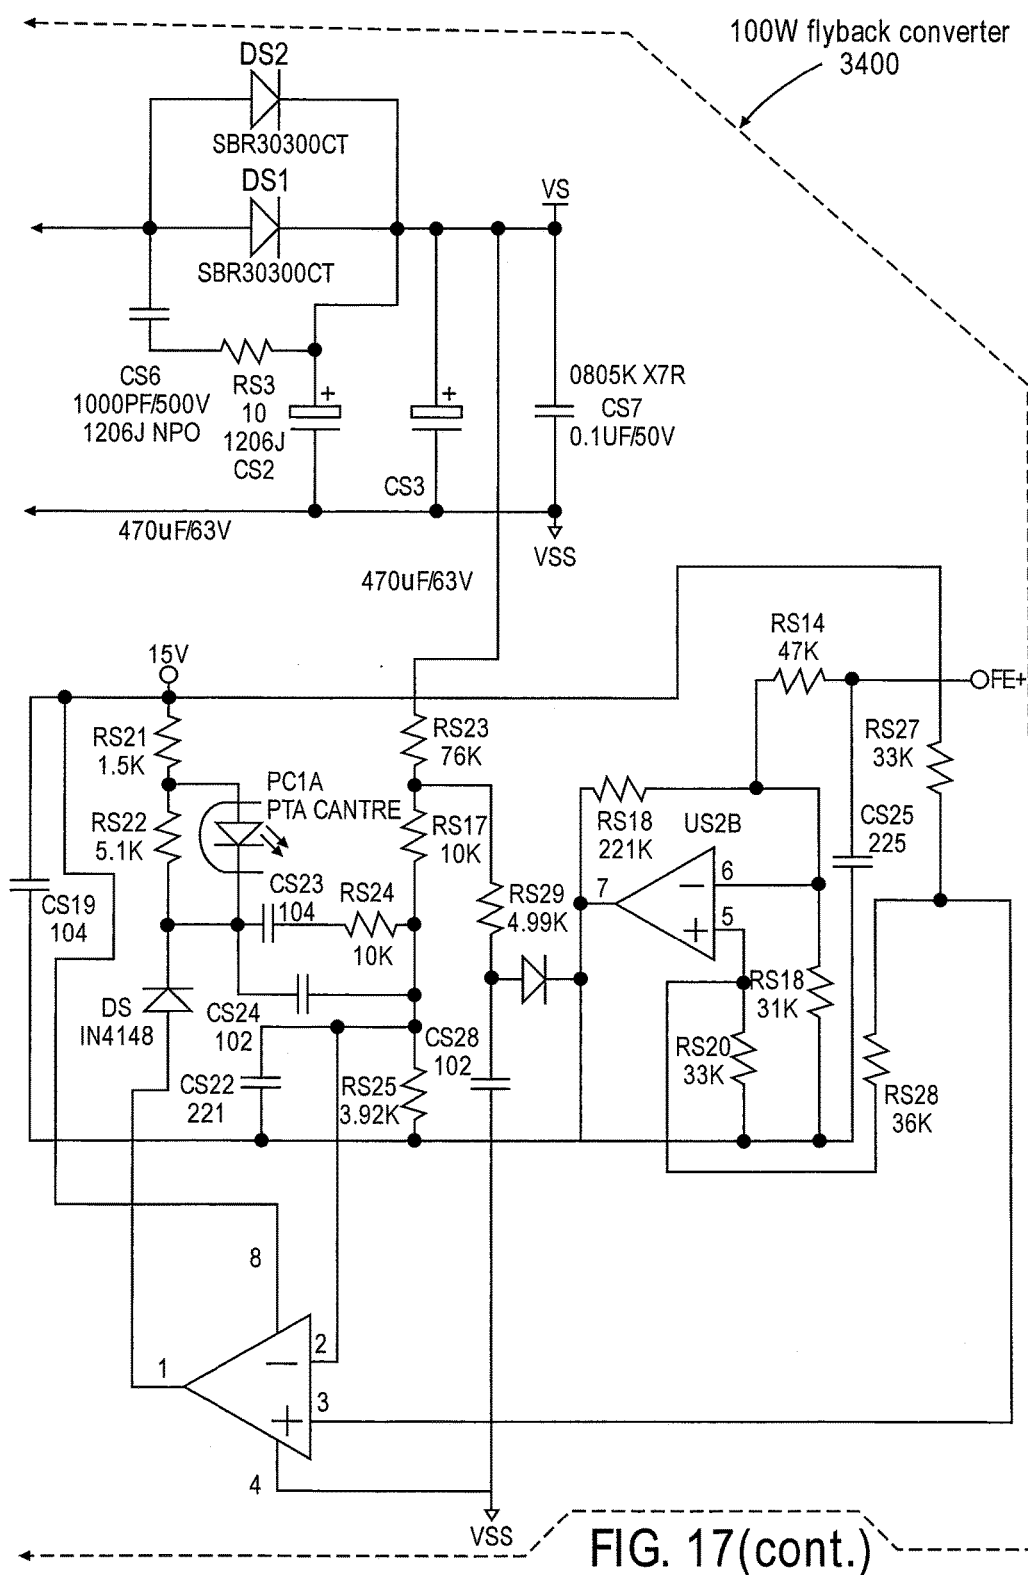 100W flyback converter
3400
DS2
SBR30300CT
DS1
SBR30300CT
VS
CS6
1000PF/500V
1206J NPO
RS3
10
1206J
CS2
+
+
CS3
0805K X7R
CS7
0.1UF/50V
470uF/63V
VSS
470uF/63V
RS14
47K
15V
FE+
RS21
1.5K
RS23
76K
RS27
33K
PC1A
PTA CANTRE
RS22
5.1K
RS17
10K
RS18
221K
US2B
CS25
225
CS19
104
CS23
104
RS24
10K
RS29
4.99K
7
6
5
−
+
DS
IN4148
CS24
102
CS28
102
RS18
31K
RS20
33K
CS22
221
RS25
3.92K
RS28
36K
8
1
2
3
−
+
4
VSS
FIG. 17(cont.)